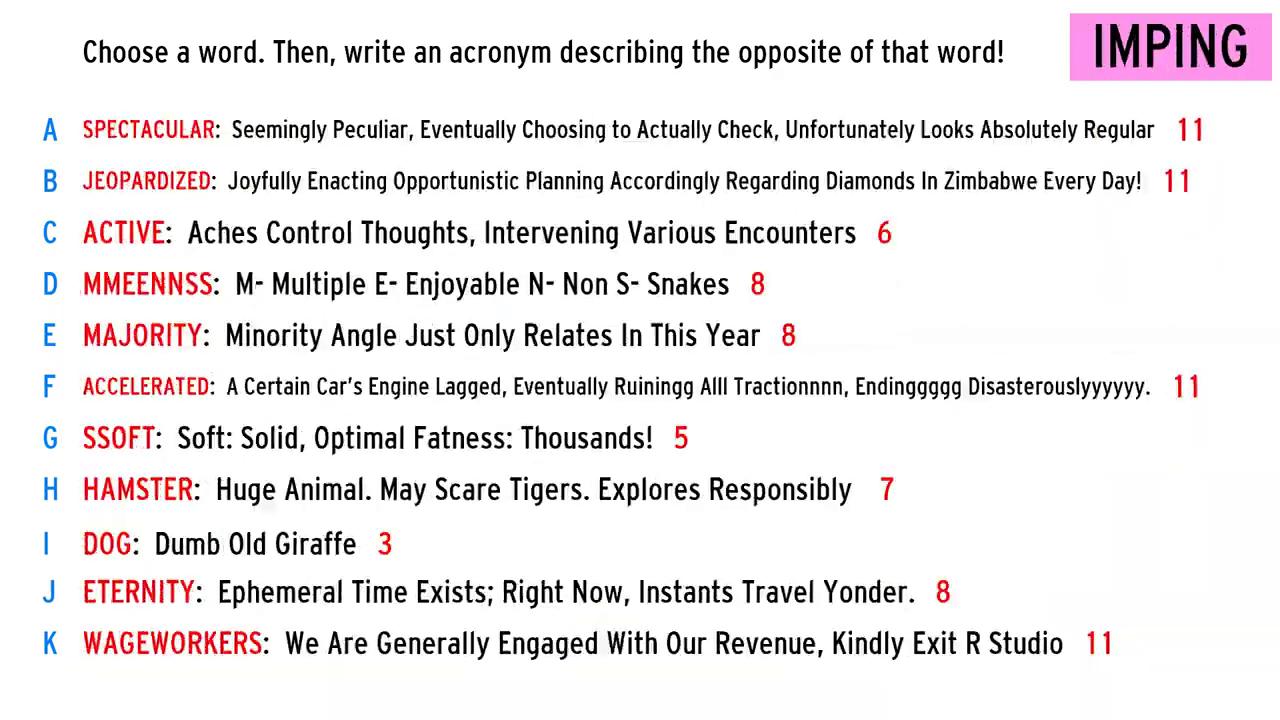 Choose a word. Then, write an acronym describing the opposite of that word!
IMPING
A SPECTACULAR: Seemingly Peculiar, Eventually Choosing to Actually Check, Unfortunately Looks Absolutely Regular 11
B JEOPARDIZED: Joyfully Enacting Opportunistic Planning Accordingly Regarding Diamonds In Zimbabwe Every Day! 11
C ACTIVE: Aches Control Thoughts, Intervening Various Encounters 6
D MMEENNSS: M- Multiple E- Enjoyable N- Non S- Snakes 8
E MAJORITY: Minority Angle Just Only Relates In This Year 8
F ACCELERATED: A Certain Car's Engine Lagged, Eventually Ruiningg Alll Tractionnnn, Endinggggg Disasterouslyyyyyy. 11
G SSOFT: Soft: Solid, Optimal Fatness: Thousands! 5
H HAMSTER: Huge Animal. May Scare Tigers. Explores Responsibly 7
I DOG: Dumb Old Giraffe 3
J ETERNITY: Ephemeral Time Exists; Right Now, Instants Travel Yonder. 8
K WAGEWORKERS: We Are Generally Engaged With Our Revenue, Kindly Exit R Studio 11